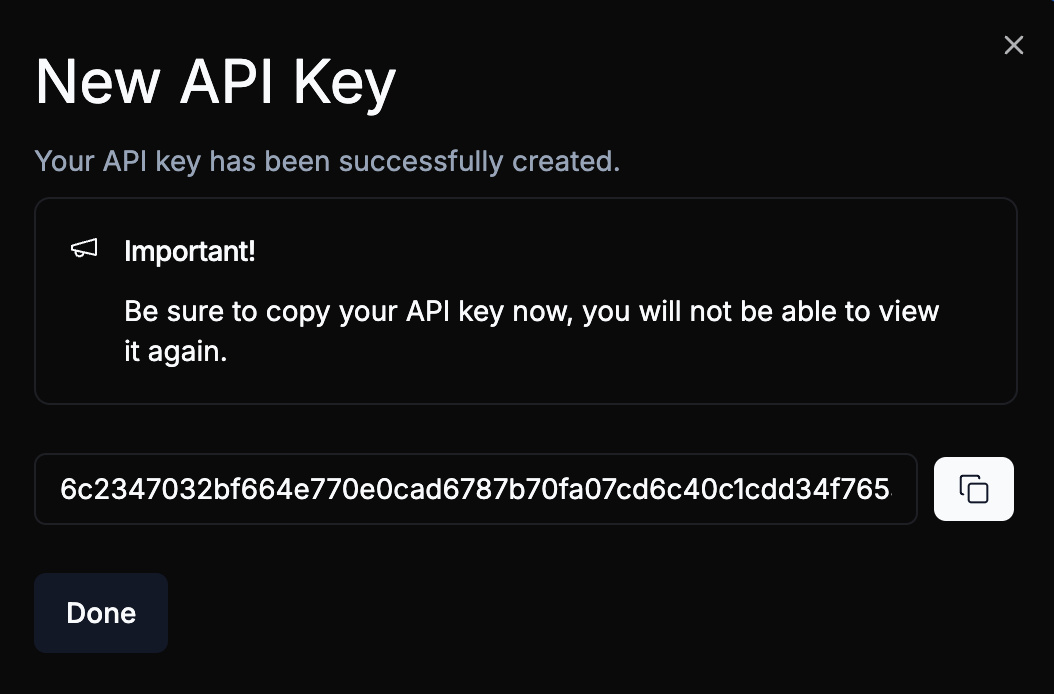 New API Key
Your API key has been successfully created.
Important!
Be sure to copy your API key now, you will not be able to view
it again.
6c2347032bf664e770e0cad6787b70fa07cd6c40c1cdd34f765
Done